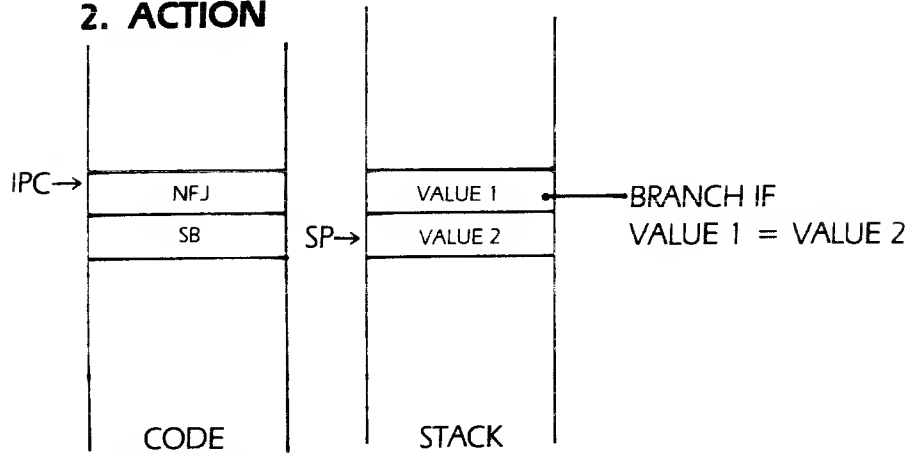 2. ACTION
IPC→
NFJ
SB
CODE
SP→
VALUE 1
VALUE 2
STACK
BRANCH IF
VALUE 1 = VALUE 2